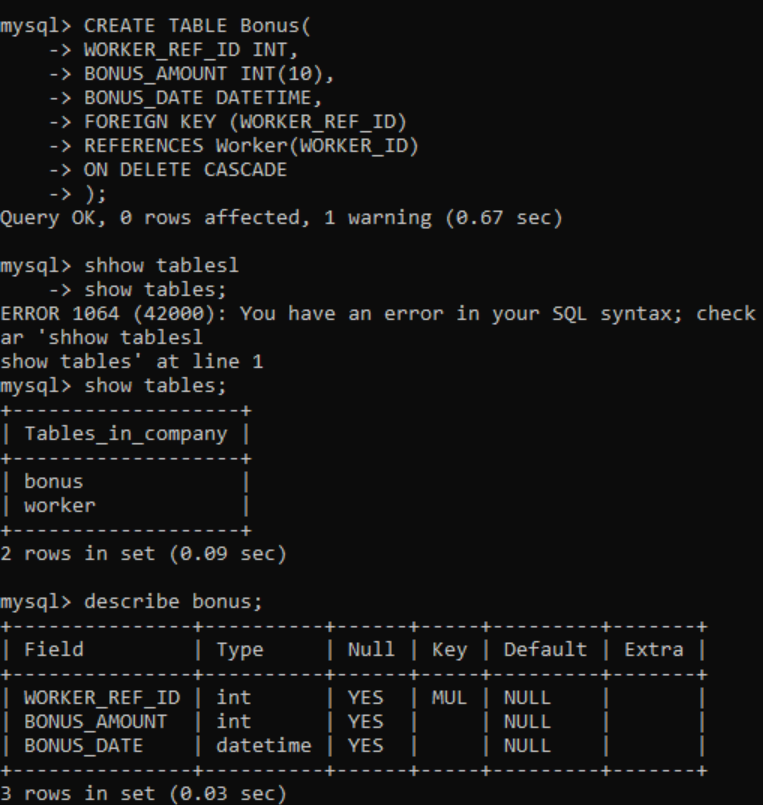 mysql> CREATE TABLE Bonus(
    -> WORKER_REF_ID INT,
    -> BONUS_AMOUNT INT(10),
    -> BONUS_DATE DATETIME,
    -> FOREIGN KEY (WORKER_REF_ID)
    -> REFERENCES Worker(WORKER_ID)
    -> ON DELETE CASCADE
    -> );
Query OK, 0 rows affected, 1 warning (0.67 sec)

mysql> shhow tablesl
    -> show tables;
ERROR 1064 (42000): You have an error in your SQL syntax; check
ar 'shhow tablesl
show tables' at line 1
mysql> show tables;
+-------------------+
| Tables_in_company |
+-------------------+
| bonus             |
| worker            |
+-------------------+
2 rows in set (0.09 sec)

mysql> describe bonus;
+---------------+----------+------+-----+---------+-------+
| Field         | Type     | Null | Key | Default | Extra |
+---------------+----------+------+-----+---------+-------+
| WORKER_REF_ID | int      | YES  | MUL | NULL    |       |
| BONUS_AMOUNT  | int      | YES  |     | NULL    |       |
| BONUS_DATE    | datetime | YES  |     | NULL    |       |
+---------------+----------+------+-----+---------+-------+
3 rows in set (0.03 sec)